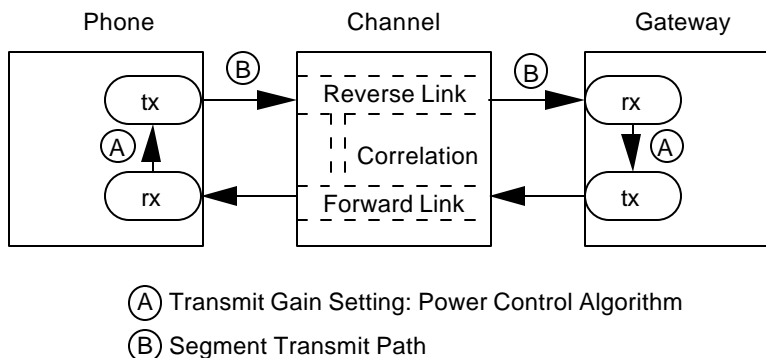 Phone Channel Gateway
B B
tx Reverse Link rx
A Correlation A
rx Forward Link tx
A Transmit Gain Setting: Power Control Algorithm
B Segment Transmit Path